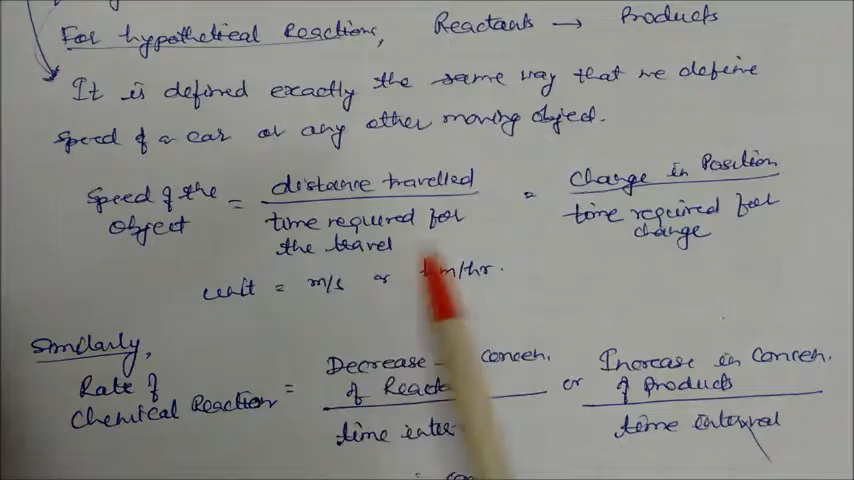 For hypothetical Reactions, Reactants → Products
It is defined exactly the same way that we define
speed of a car or any other moving object.
Speed of the object = distance travelled / time required for the travel = Change in Position / time required for change
unit = m/s or km/hr.
Similarly,
Rate of Chemical Reaction = Decrease Concen. of / time or Increase in Concen. of Products / time interval